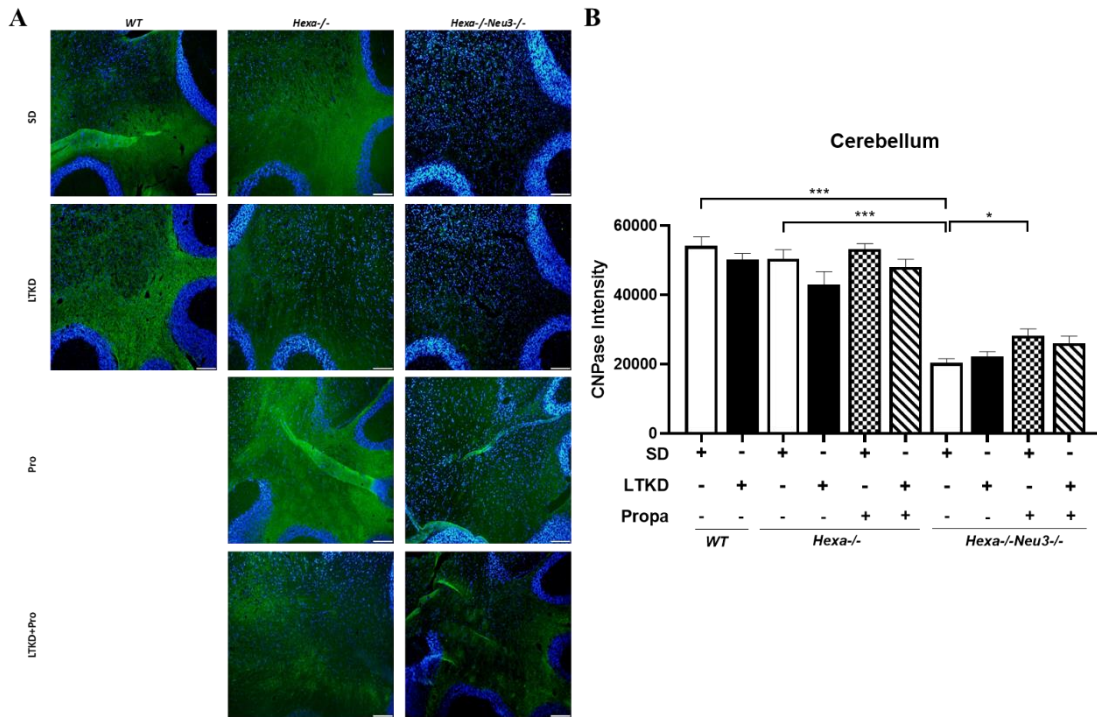 A
WT
Hexa-/-
Hexa-/-Neu3-/-
SD
LTKD
Pro
LTKD+Pro
B
Cerebellum
***
***
*
60000
40000
20000
0
CNPase Intensity
SD + - + - + - + - + -
LTKD - + - + - + - + - +
Propa - - - - + + - - + +
WT Hexa-/- Hexa-/-Neu3-/-